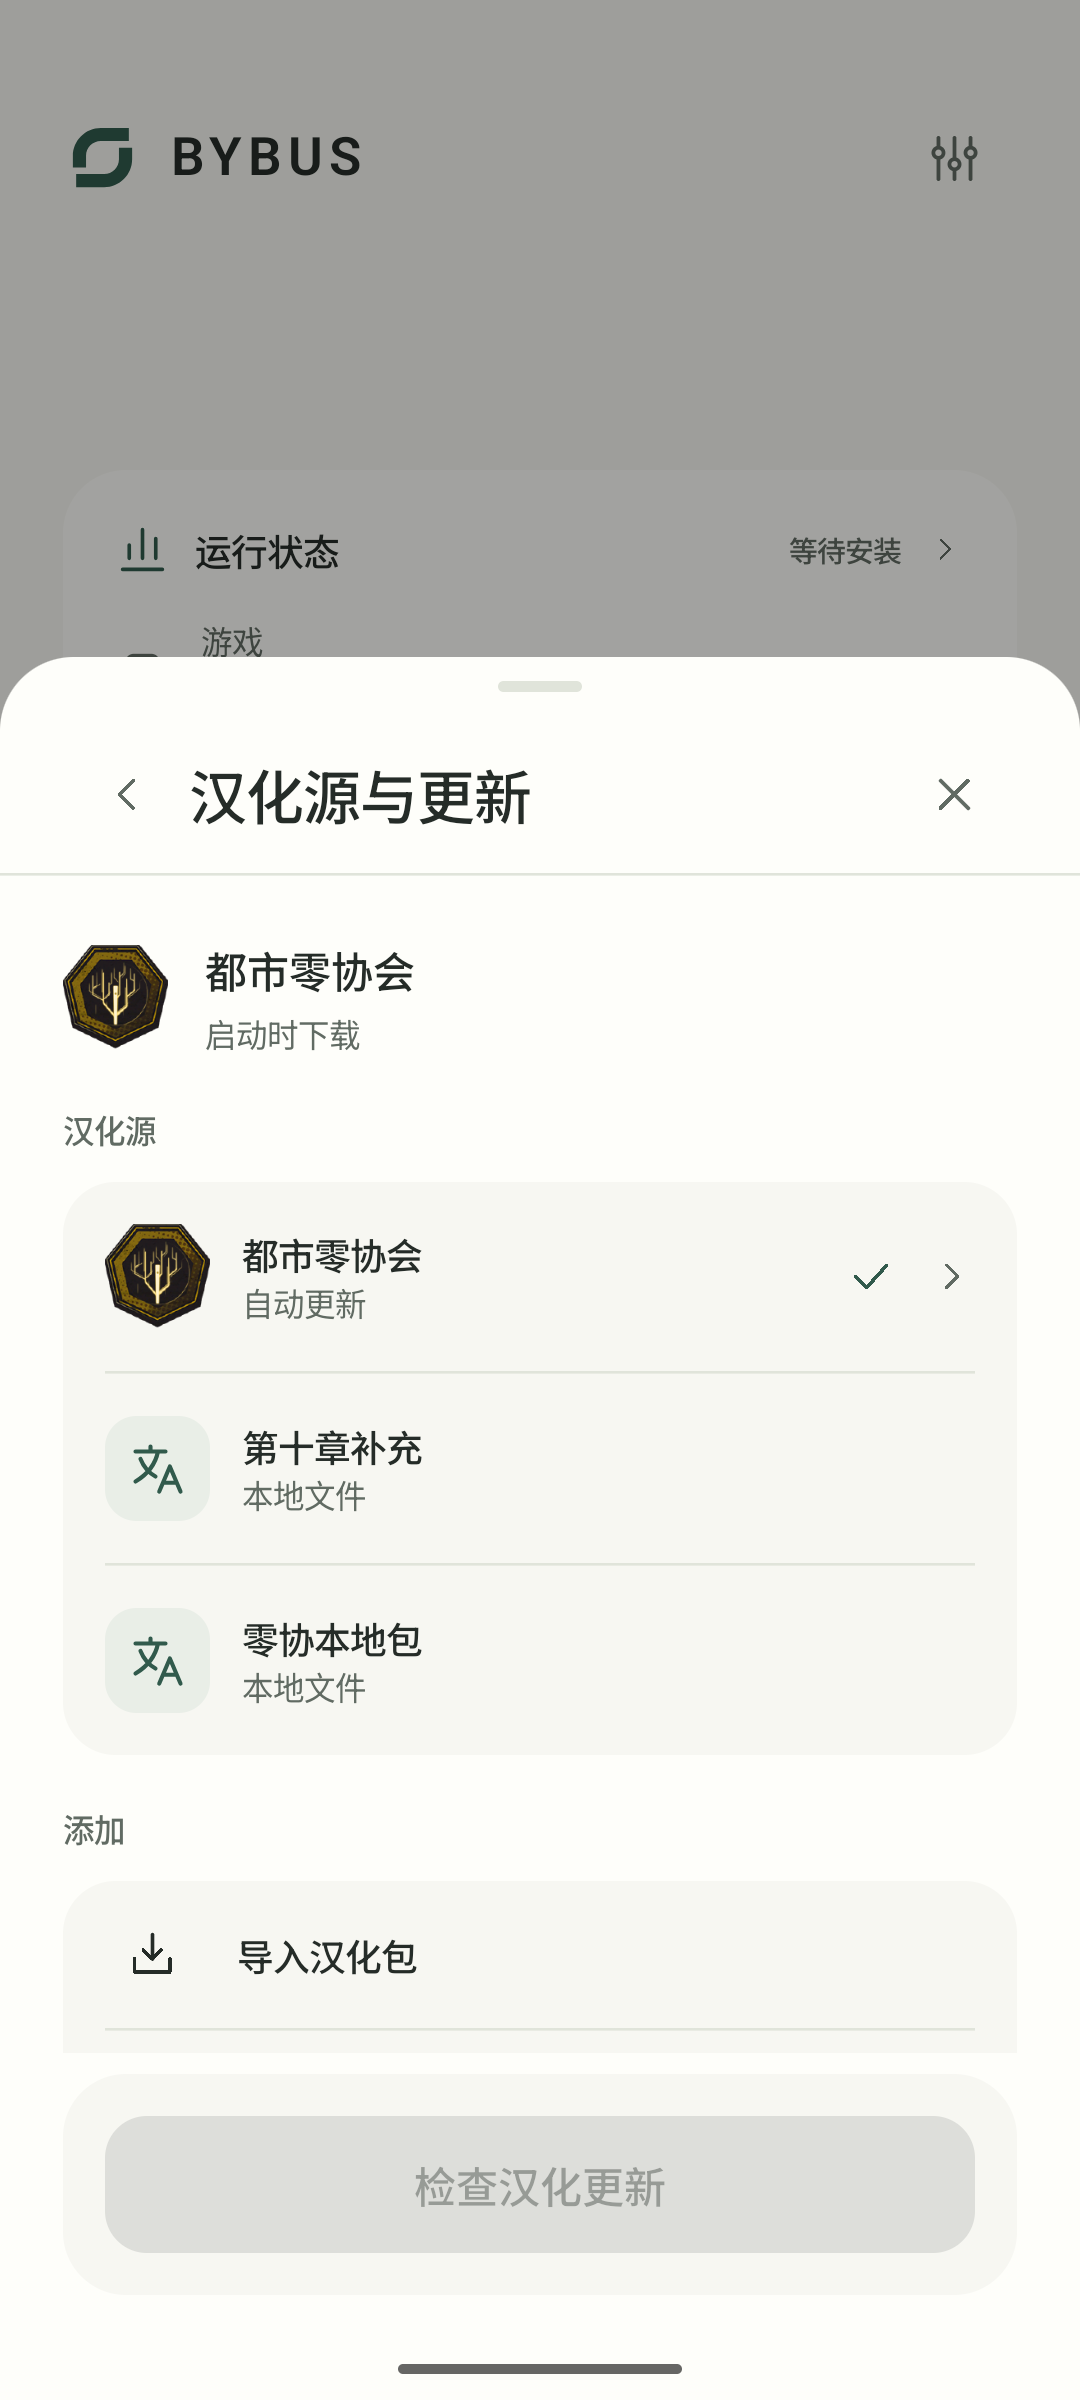 BYBUS
运行状态
等待安装
游戏
汉化源与更新
都市零协会
启动时下载
汉化源
都市零协会
自动更新
第十章补充
本地文件
零协本地包
本地文件
添加
导入汉化包
检查汉化更新